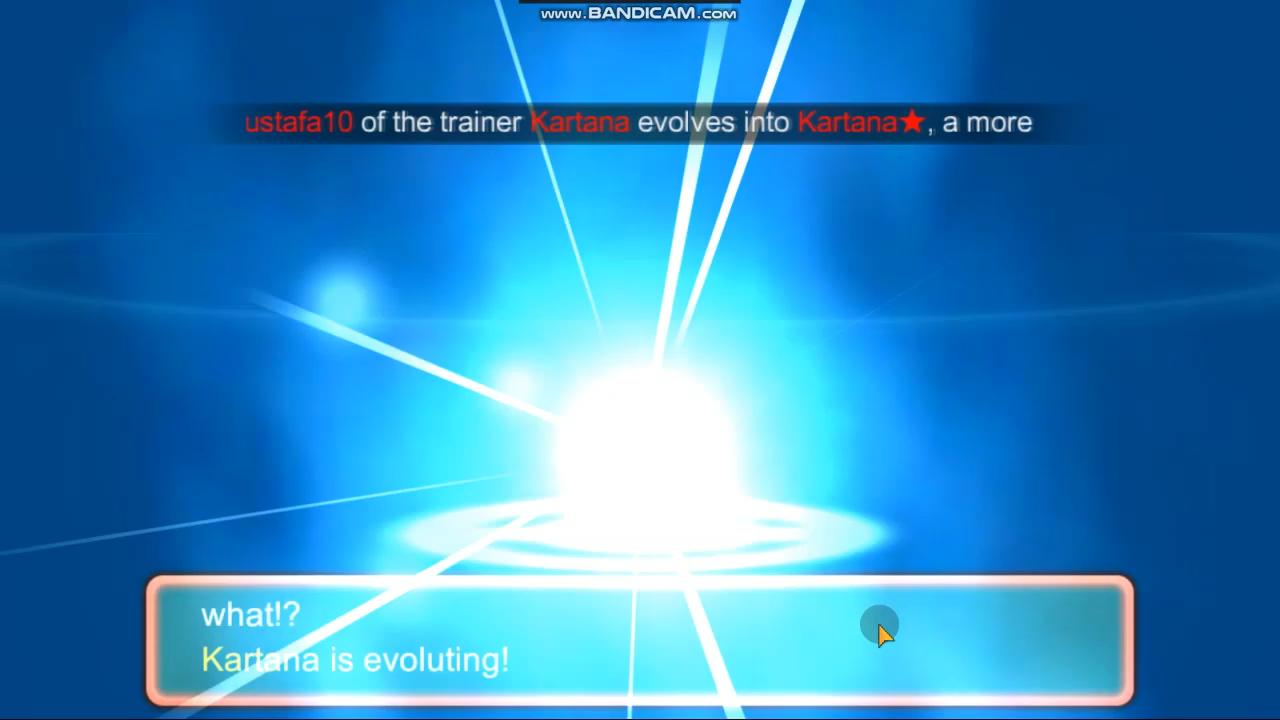 www.BANDICAM.com
ustafa10 of the trainer Kartana evolves into Kartana★, a more
what!?
Kartana is evoluting!